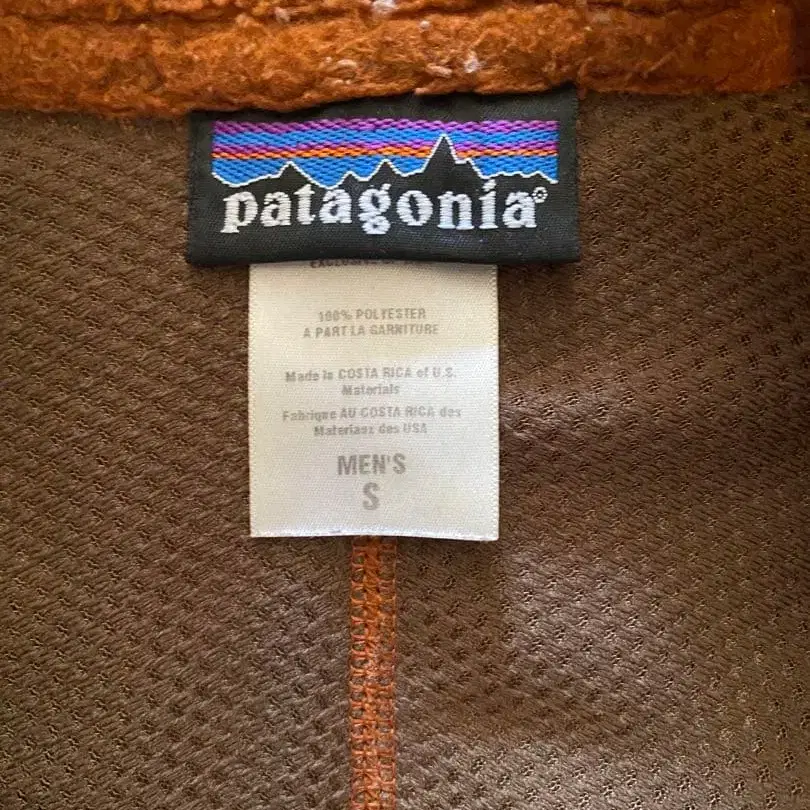 patagonia®
100% POLYESTER
A PART LA GARNITURE
Made in COSTA RICA of U.S.
Materials
Fabrique AU COSTA RICA des
Materiaux des USA
MEN'S
S